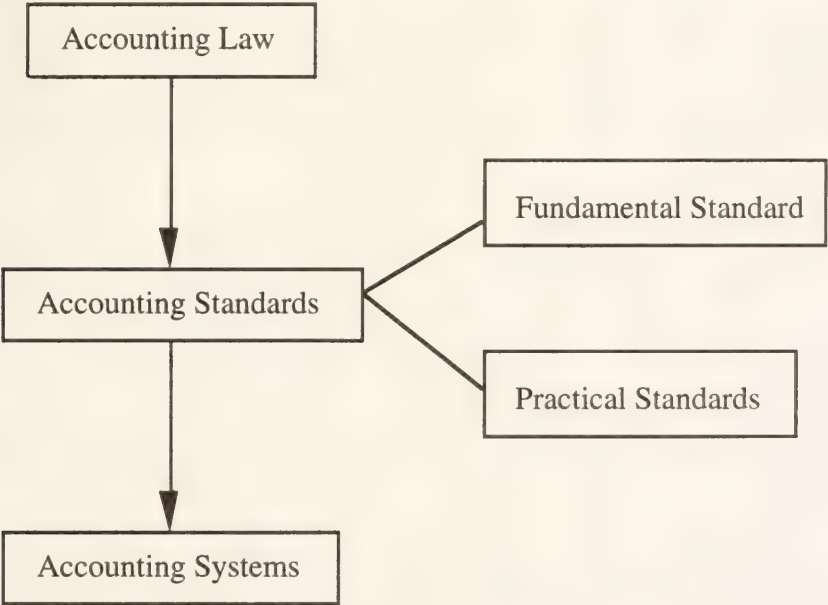 Accounting Law
Fundamental Standard
Accounting Standards
Practical Standards
Accounting Systems